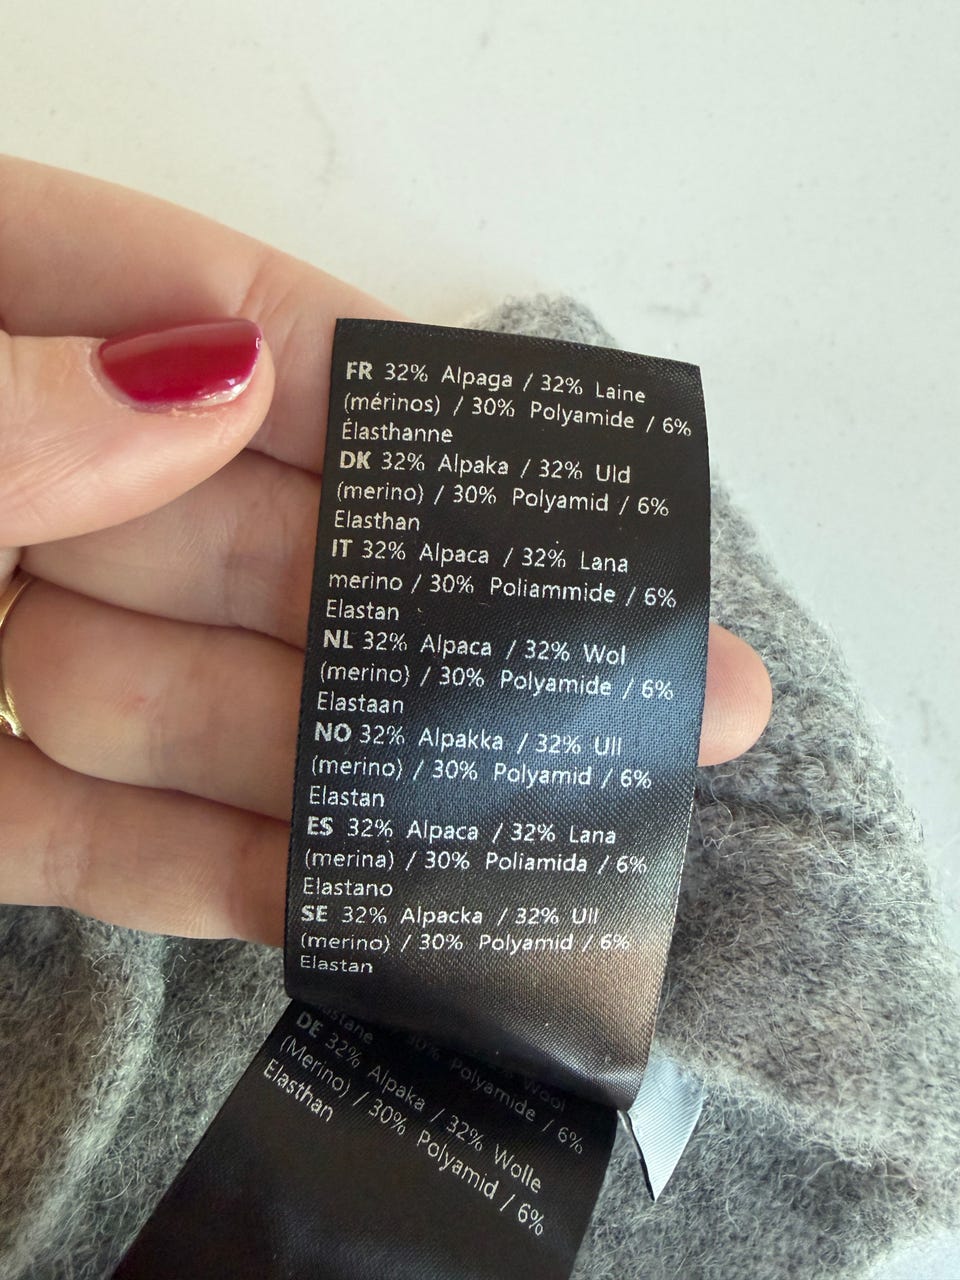 FR 32% Alpaga / 32% Laine
(mérinos) / 30% Polyamide / 6%
Élasthanne
DK 32% Alpaka / 32% Uld
(merino) / 30% Polyamid / 6%
Elasthan
IT 32% Alpaca / 32% Lana
merino / 30% Poliammide / 6%
Elastan
NL 32% Alpaca / 32% Wol
(merino) / 30% Polyamide / 6%
Elastaan
NO 32% Alpakka / 32% Ull
(merino) / 30% Polyamid / 6%
Elastan
ES 32% Alpaca / 32% Lana
(merina) / 30% Poliamida / 6%
Elastano
SE 32% Alpacka / 32% Ull
(merino) / 30% Polyamid / 6%
Elastan
Wool
30% Polyamide / 6%
DE 32% Alpaka / 32% Wolle
(Merino) / 30% Polyamid / 6%
Elasthan